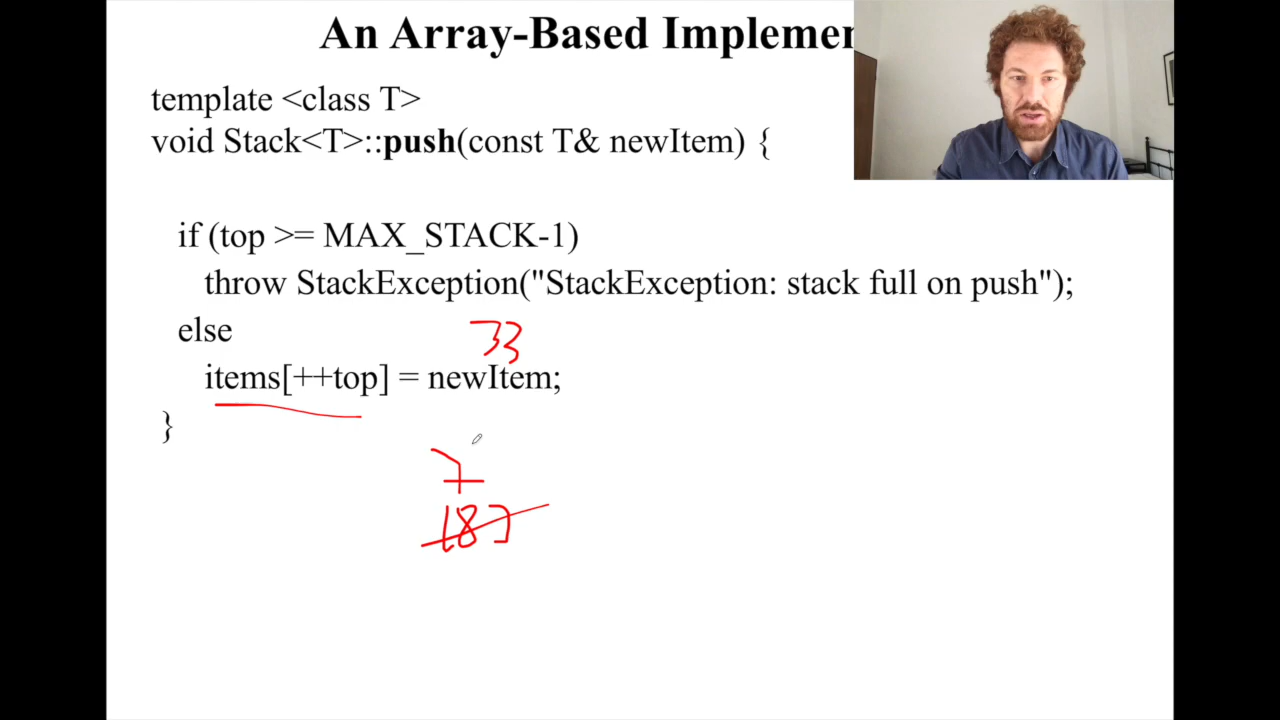 An Array-Based Implemen
template <class T>
void Stack<T>::push(const T& newItem) {
if (top >= MAX_STACK-1)
throw StackException("StackException: stack full on push");
else
33
items[++top] = newItem;
}
7
[8]